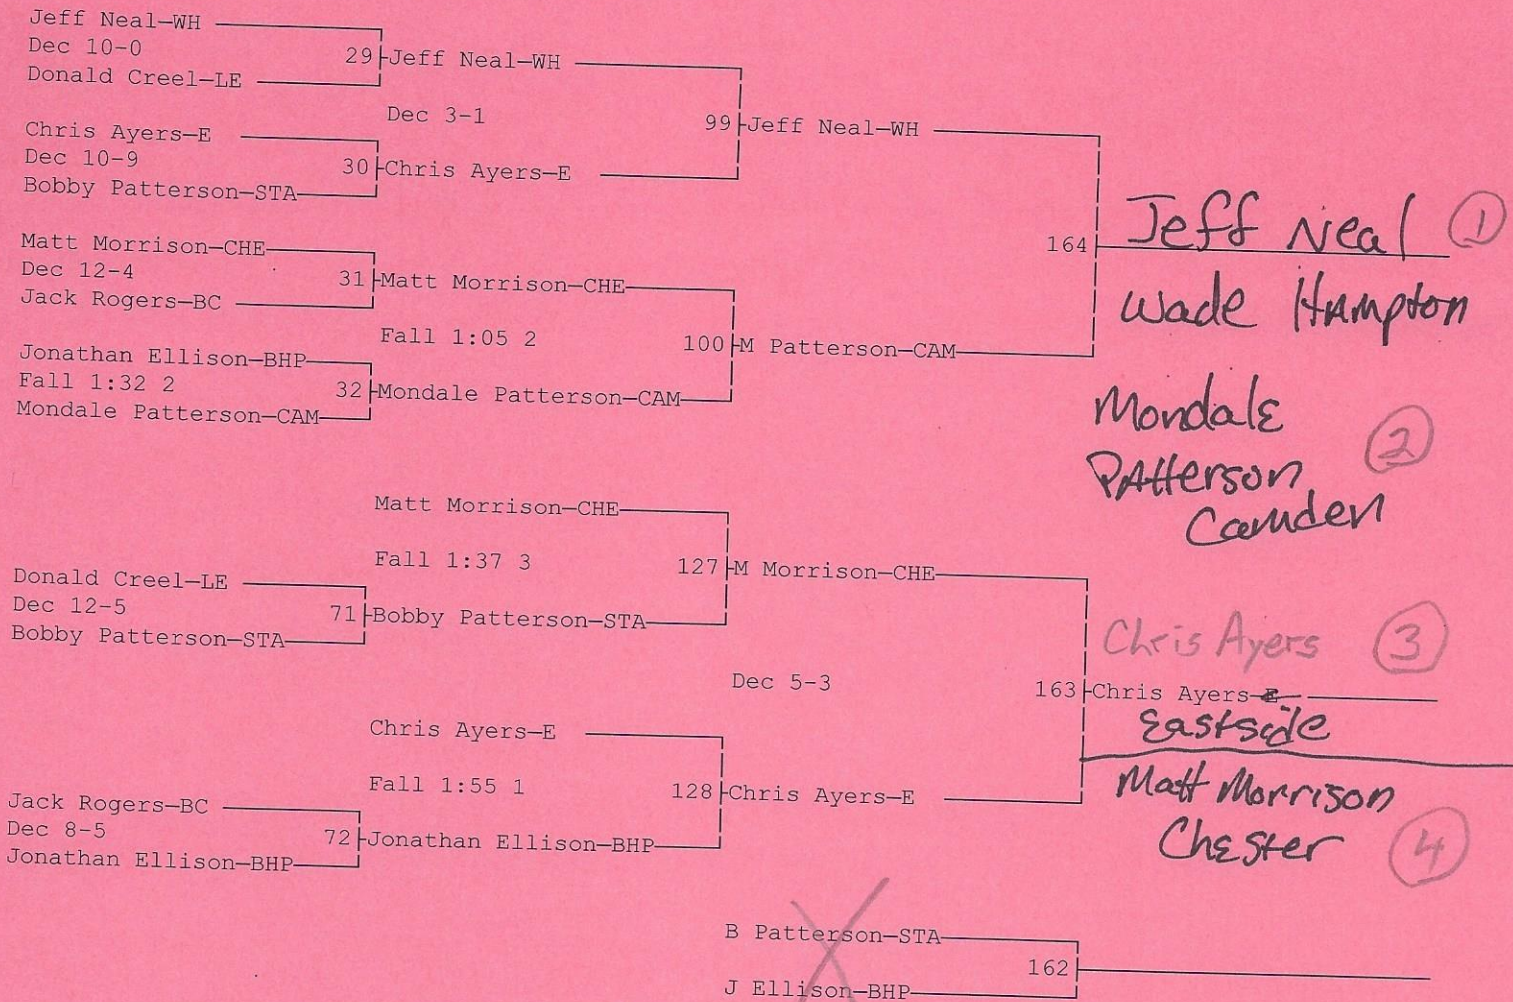 Jeff Neal—WH
Dec 10-0
29 Jeff Neal—WH
Donald Creel—LE
Dec 3-1
99 Jeff Neal—WH
Chris Ayers—E
Dec 10-9
30 Chris Ayers—E
Bobby Patterson—STA
164 Jeff Neal 1
Wade Hampton
Matt Morrison—CHE
Dec 12-4
31 Matt Morrison—CHE
Jack Rogers—BC
Fall 1:05 2
100 M Patterson—CAM
Jonathan Ellison—BHP
Fall 1:32 2
32 Mondale Patterson—CAM
Mondale Patterson—CAM
Mondale
Patterson 2
Camden
Matt Morrison—CHE
Fall 1:37 3
127 M Morrison—CHE
Donald Creel—LE
Dec 12-5
71 Bobby Patterson—STA
Bobby Patterson—STA
Chris Ayers 3
Dec 5-3
163 Chris Ayers—E
Eastside
Chris Ayers—E
Fall 1:55 1
128 Chris Ayers—E
Matt Morrison
Chester 4
Jack Rogers—BC
Dec 8-5
72 Jonathan Ellison—BHP
Jonathan Ellison—BHP
B Patterson—STA
162
J Ellison—BHP